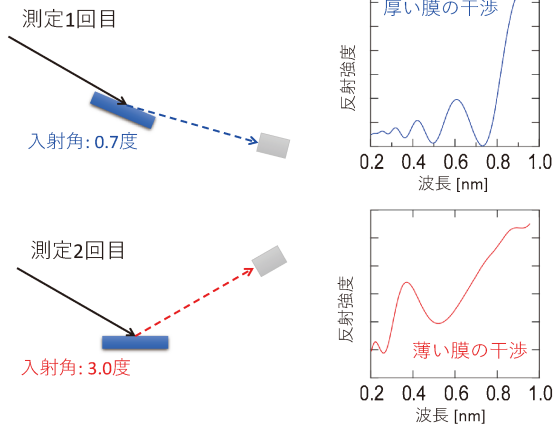 測定1回目
入射角: 0.7度
厚い膜の干渉
反射強度
0.2 0.4 0.6 0.8 1.0
波長 [nm]
測定2回目
入射角: 3.0度
反射強度
薄い膜の干渉
0.2 0.4 0.6 0.8 1.0
波長 [nm]